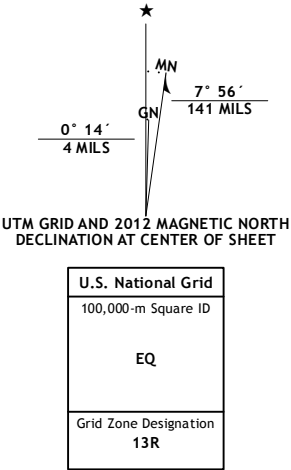 ★
MN
7° 56´
141 MILS
GN
0° 14´
4 MILS
UTM GRID AND 2012 MAGNETIC NORTH
DECLINATION AT CENTER OF SHEET
U.S. National Grid
100,000-m Square ID
EQ
Grid Zone Designation
13R